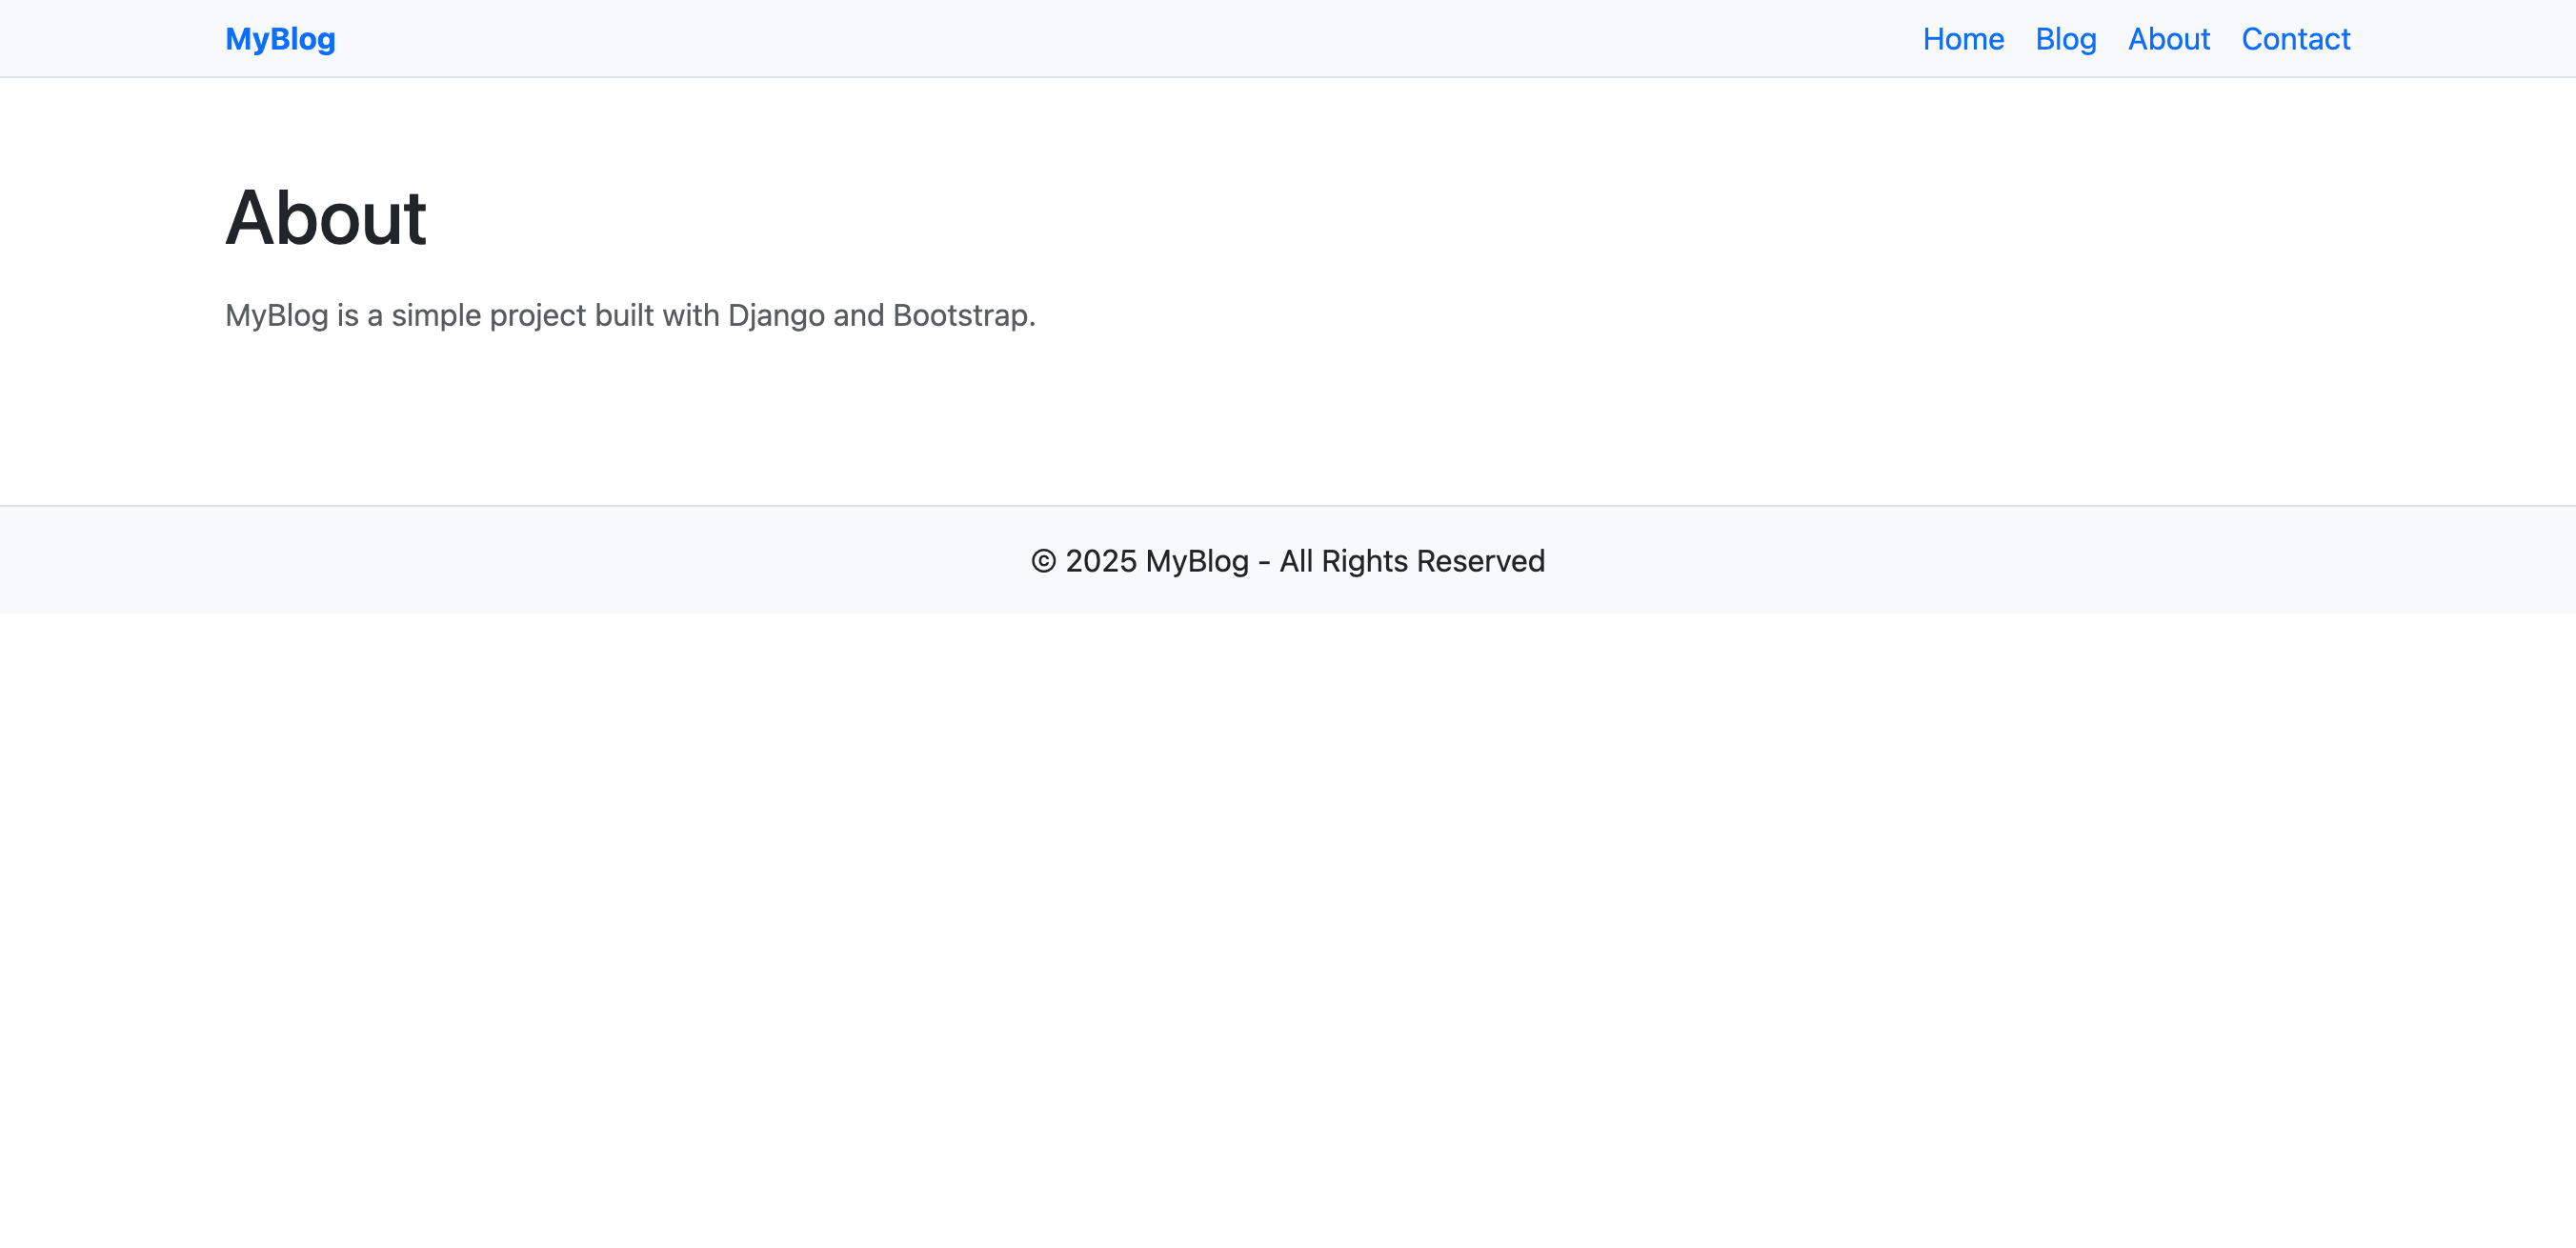 MyBlog
Home Blog About Contact
About
MyBlog is a simple project built with Django and Bootstrap.
© 2025 MyBlog - All Rights Reserved